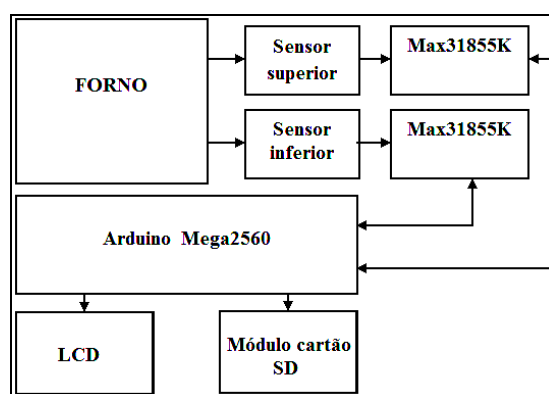 FORNO
Sensor
superior
Max31855K
Sensor
inferior
Max31855K
Arduino Mega2560
LCD
Módulo cartão
SD